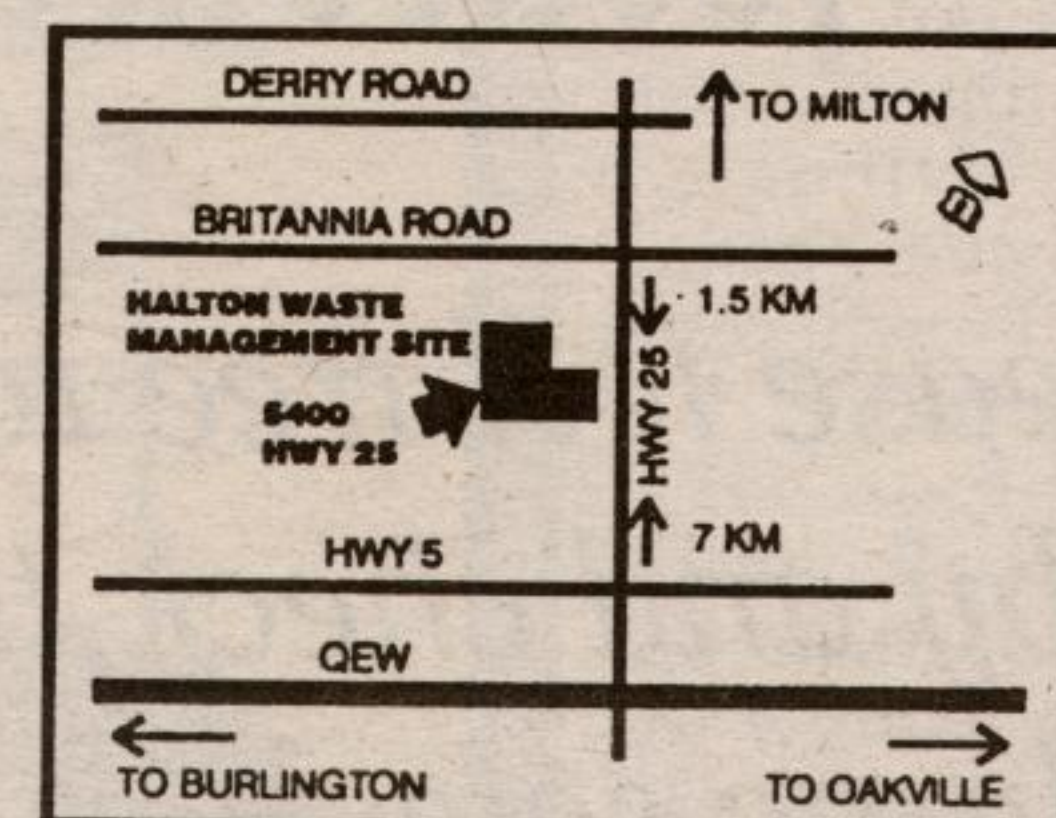 DERRY ROAD
TO MILTON
BRITANNIA ROAD
HALTON WASTE
MANAGEMENT SITE
1.5 KM
5400
HWY 25
HWY 25
7 KM
HWY 5
QEW
TO BURLINGTON
TO OAKVILLE